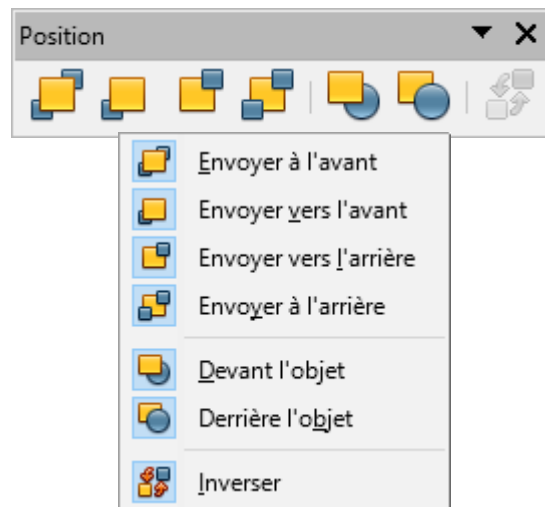 Position
Envoyer à l'avant
Envoyer vers l'avant
Envoyer vers l'arrière
Envoyer à l'arrière
Devant l'objet
Derrière l'objet
Inverser